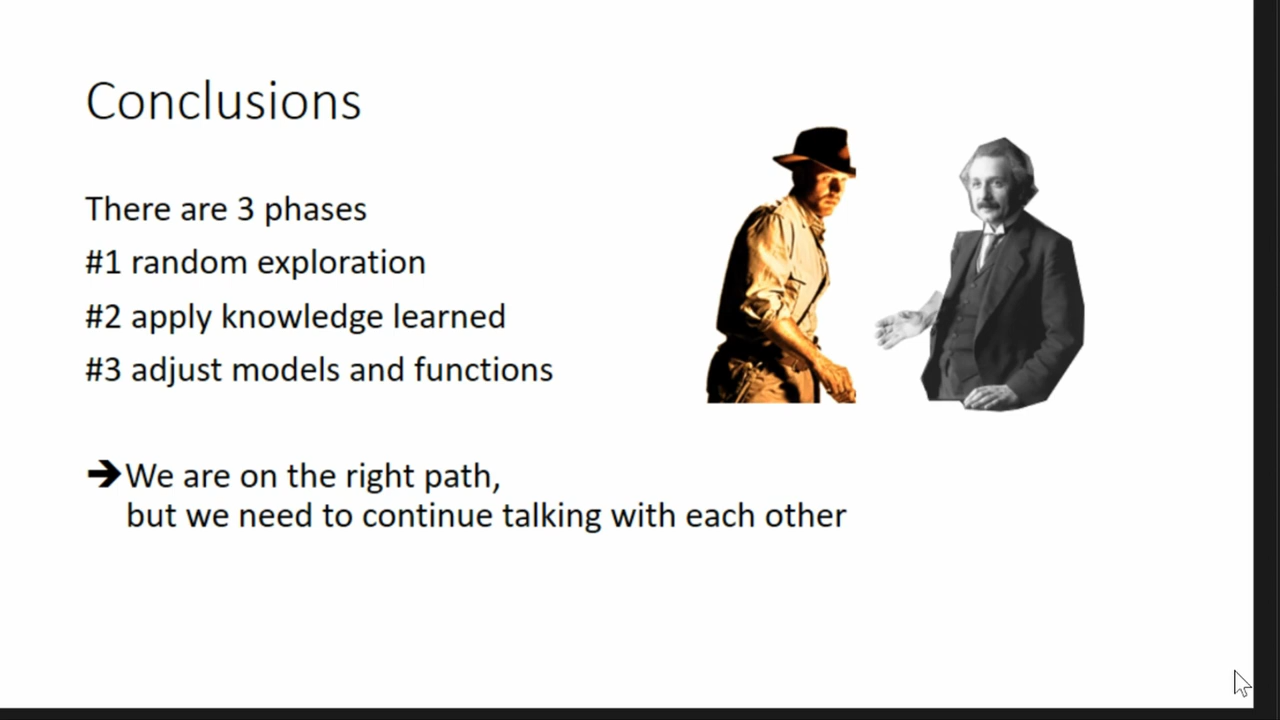 Conclusions
There are 3 phases
#1 random exploration
#2 apply knowledge learned
#3 adjust models and functions
➔We are on the right path,
but we need to continue talking with each other